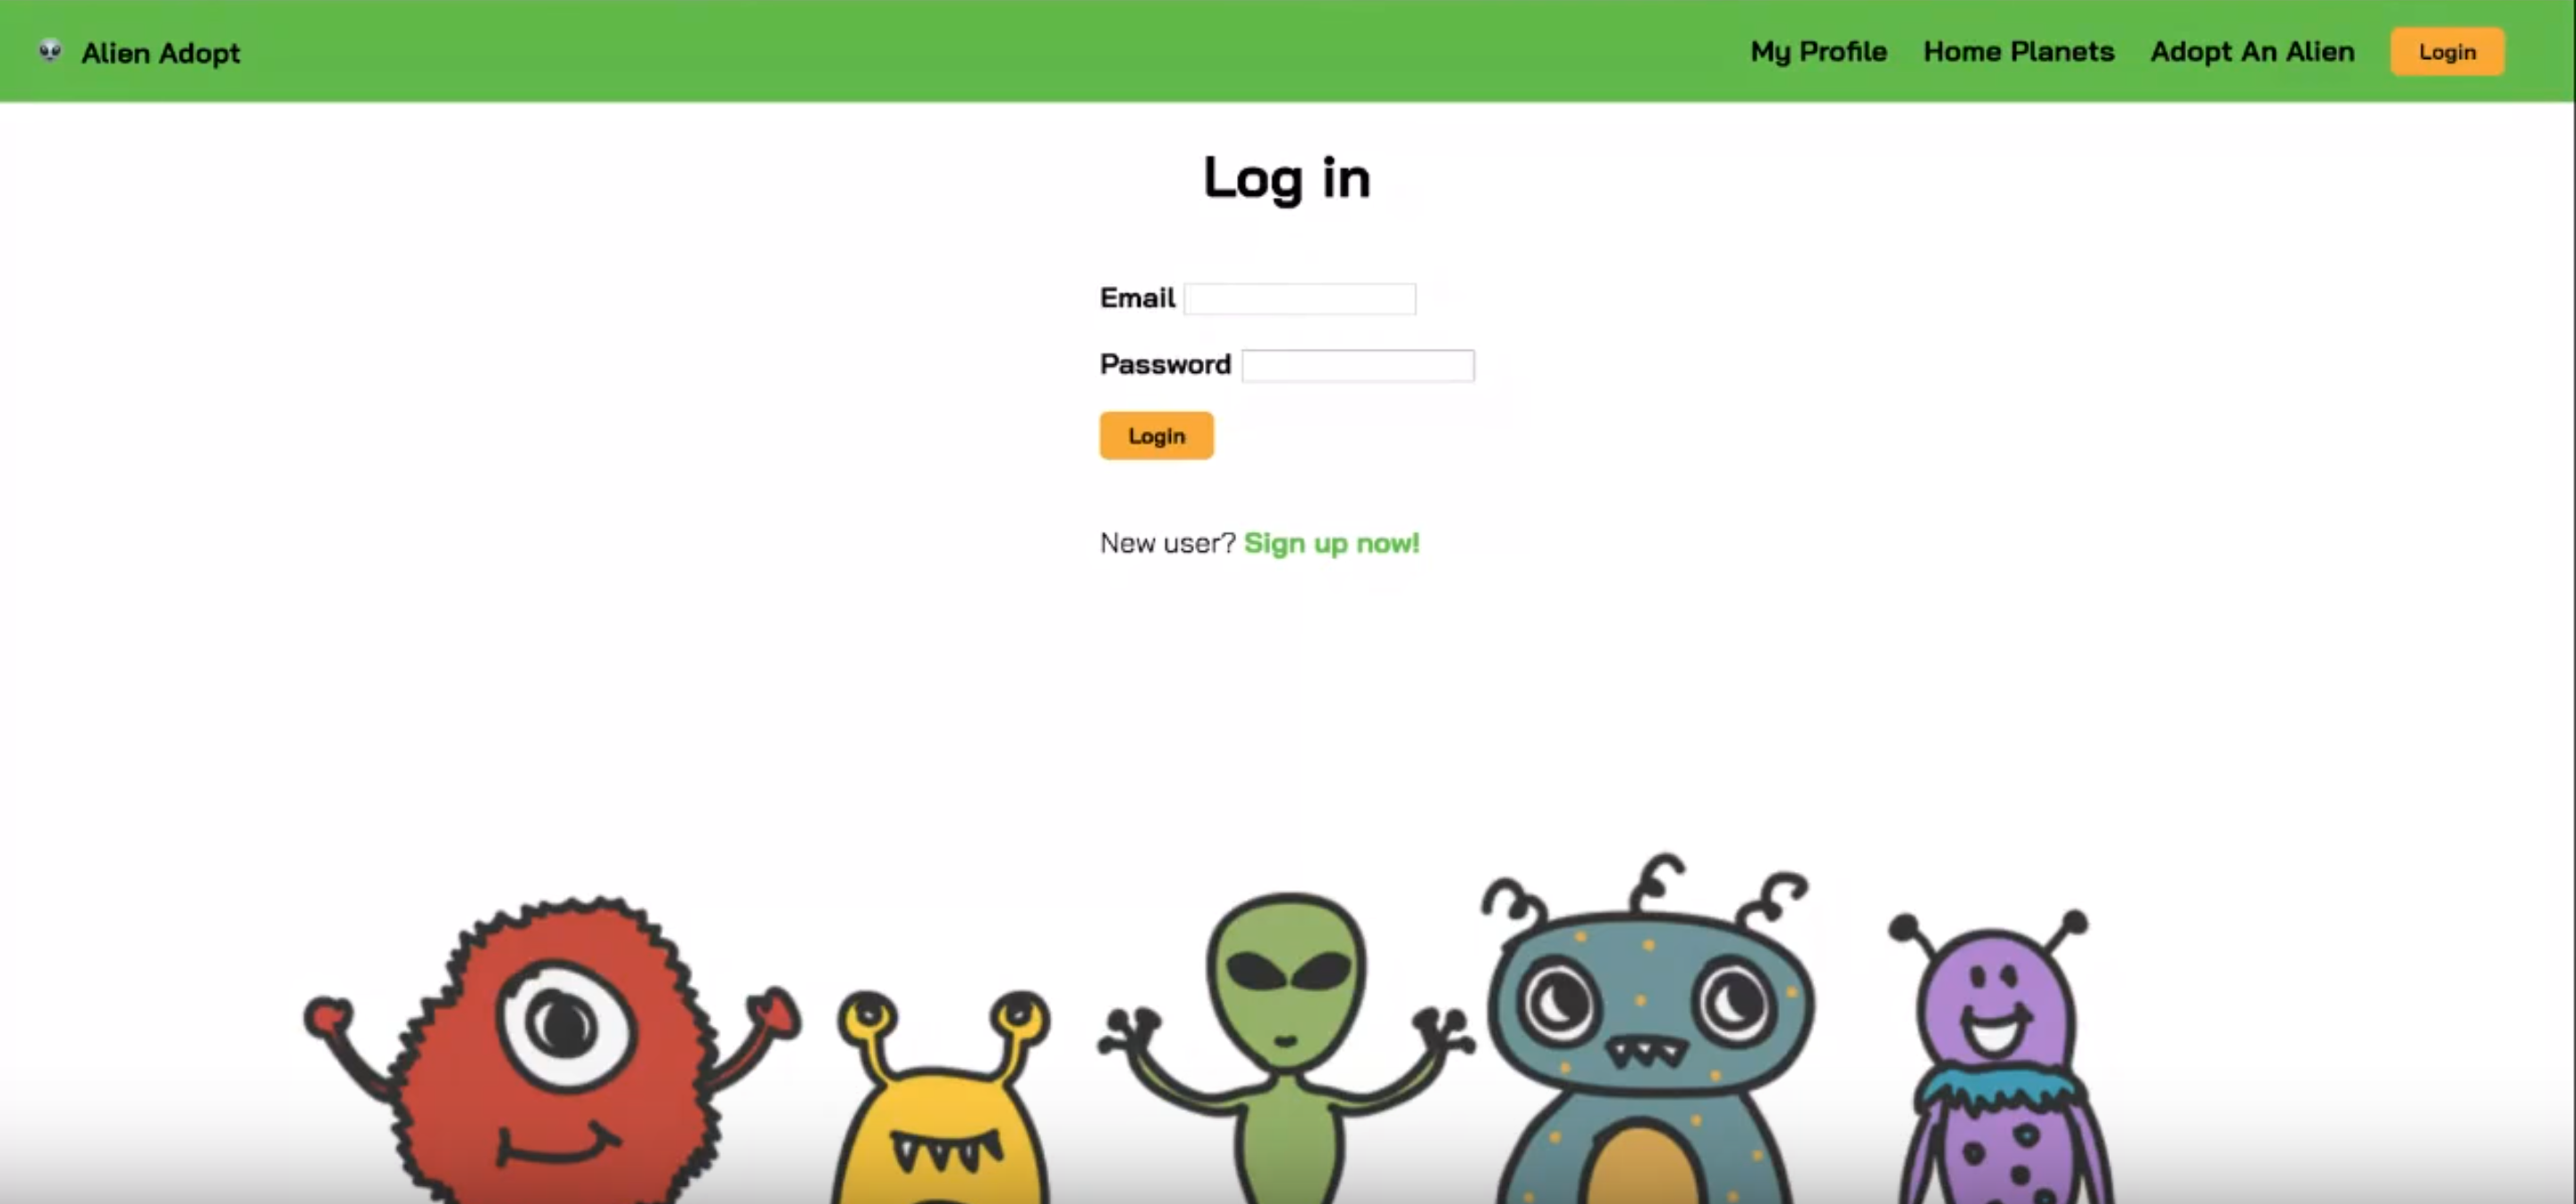 Alien Adopt My Profile Home Planets Adopt An Alien Login
Log in
Email
Password
Login
New user? Sign up now!